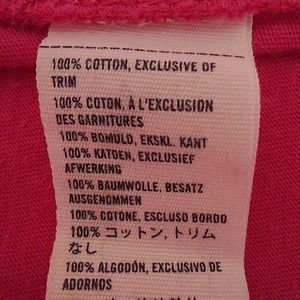 100% COTTON, EXCLUSIVE OF
TRIM
100% COTON, À L'EXCLUSION
DES GARNITURES
100% BOMULD, EKSKL. KANT
100% KATOEN, EXCLUSIEF
AFWERKING
100% BAUMWOLLE, BESATZ
AUSGENOMMEN
100% COTONE, ESCLUSO BORDO
100% コットン、トリム
なし
100% ALGODÓN, EXCLUSIVO DE
ADORNOS